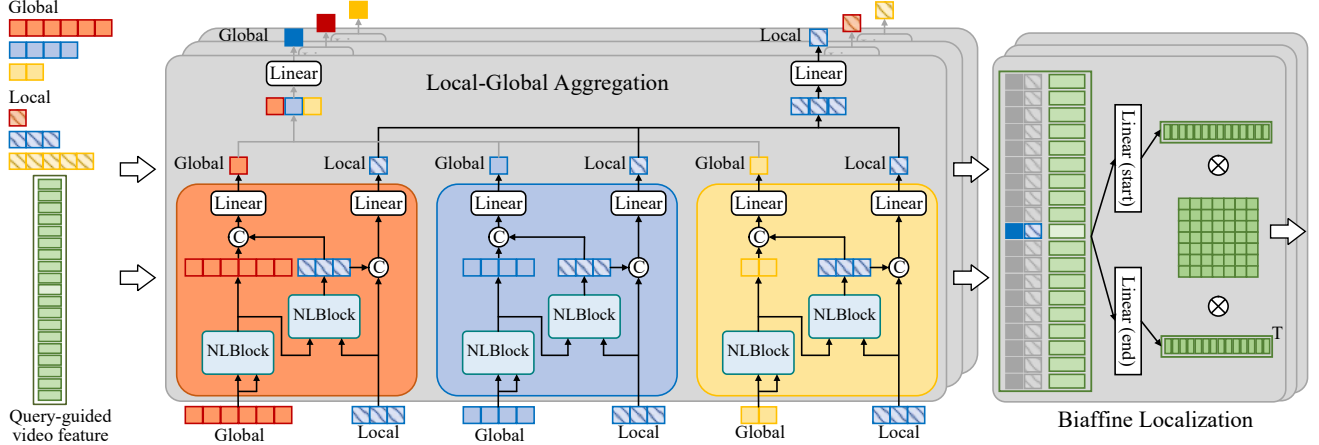 Global
Local
Query-guided
video feature
Global
Local
Linear
Linear
Local-Global Aggregation
Global
Local
Global
Local
Global
Local
Linear
Linear
Linear
Linear
Linear
Linear
C
C
C
C
C
C
NLBlock
NLBlock
NLBlock
NLBlock
NLBlock
NLBlock
Global
Local
Global
Local
Global
Local
Linear (start)
Linear (end)
T
Biaffine Localization